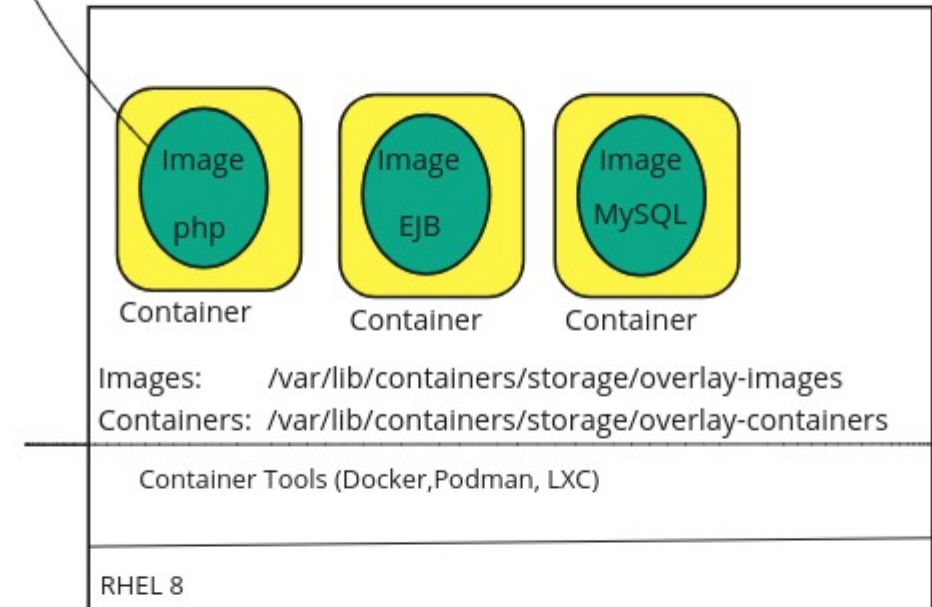 Image
php
Container
Image
EJB
Container
Image
MySQL
Container
Images: /var/lib/containers/storage/overlay-images
Containers: /var/lib/containers/storage/overlay-containers
Container Tools (Docker,Podman, LXC)
RHEL 8